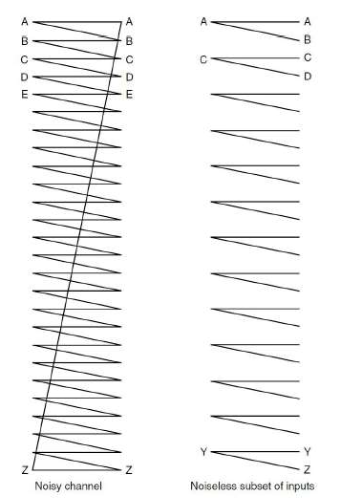 A A A A
B B B
C C C C
D D D
E E
Z Z Y Y
Z
Noisy channel Noiseless subset of inputs